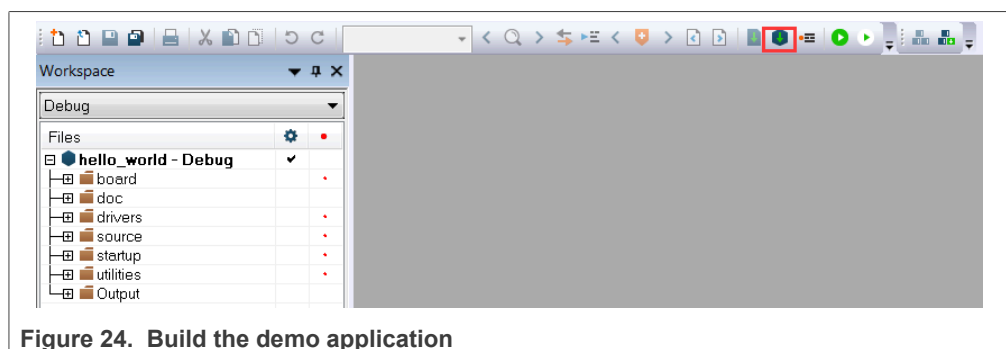 Workspace
Debug
Files
hello_world - Debug
board
doc
drivers
source
startup
utilities
Output
Figure 24. Build the demo application